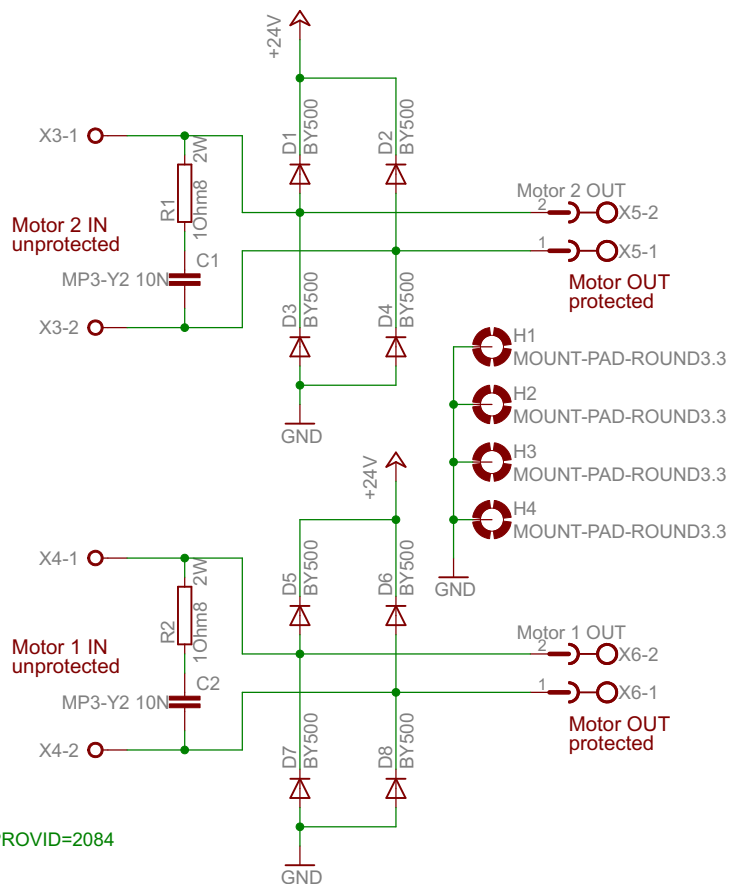 +24V
D1
BY500
D2
BY500
X3-1
2W
R1
1Ohm8
Motor 2 IN
unprotected
C1
MP3-Y2 10N
X3-2
Motor 2 OUT
2
X5-2
1
X5-1
Motor OUT
protected
D3
BY500
D4
BY500
GND
H1
MOUNT-PAD-ROUND3.3
H2
MOUNT-PAD-ROUND3.3
H3
MOUNT-PAD-ROUND3.3
H4
MOUNT-PAD-ROUND3.3
GND
+24V
D5
BY500
D6
BY500
X4-1
2W
R2
1Ohm8
Motor 1 IN
unprotected
C2
MP3-Y2 10N
X4-2
Motor 1 OUT
2
X6-2
1
X6-1
Motor OUT
protected
D7
BY500
D8
BY500
GND
ROVID=2084